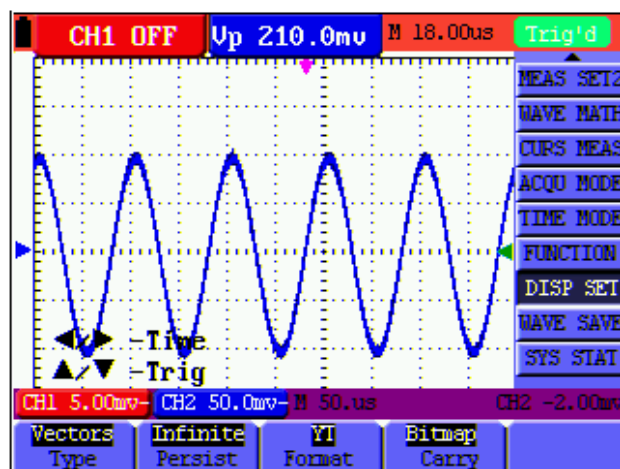 CH1 OFF Vp 210.0mv M 18.00us Trig'd
MEAS SET2
WAVE MATH
CURS MEAS
ACQU MODE
TIME MODE
FUNCTION
DISP SET
WAVE SAVE
SYS STAT
◀/▶ -Time
▲/▼ -Trig
CH1 5.00mv- CH2 50.0mv- M 50.us CH2 -2.00mv
Vectors Infinite YT Bitmap
Type Persist Format Carry